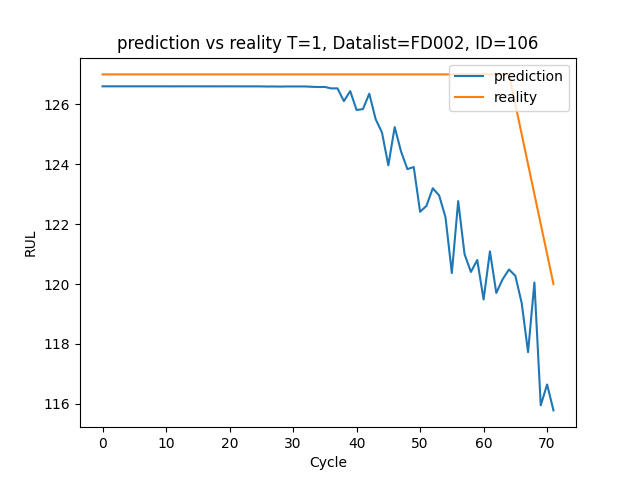 prediction vs reality T=1, Datalist=FD002, ID=106
prediction
reality
RUL
126
124
122
120
118
116
0 10 20 30 40 50 60 70
Cycle